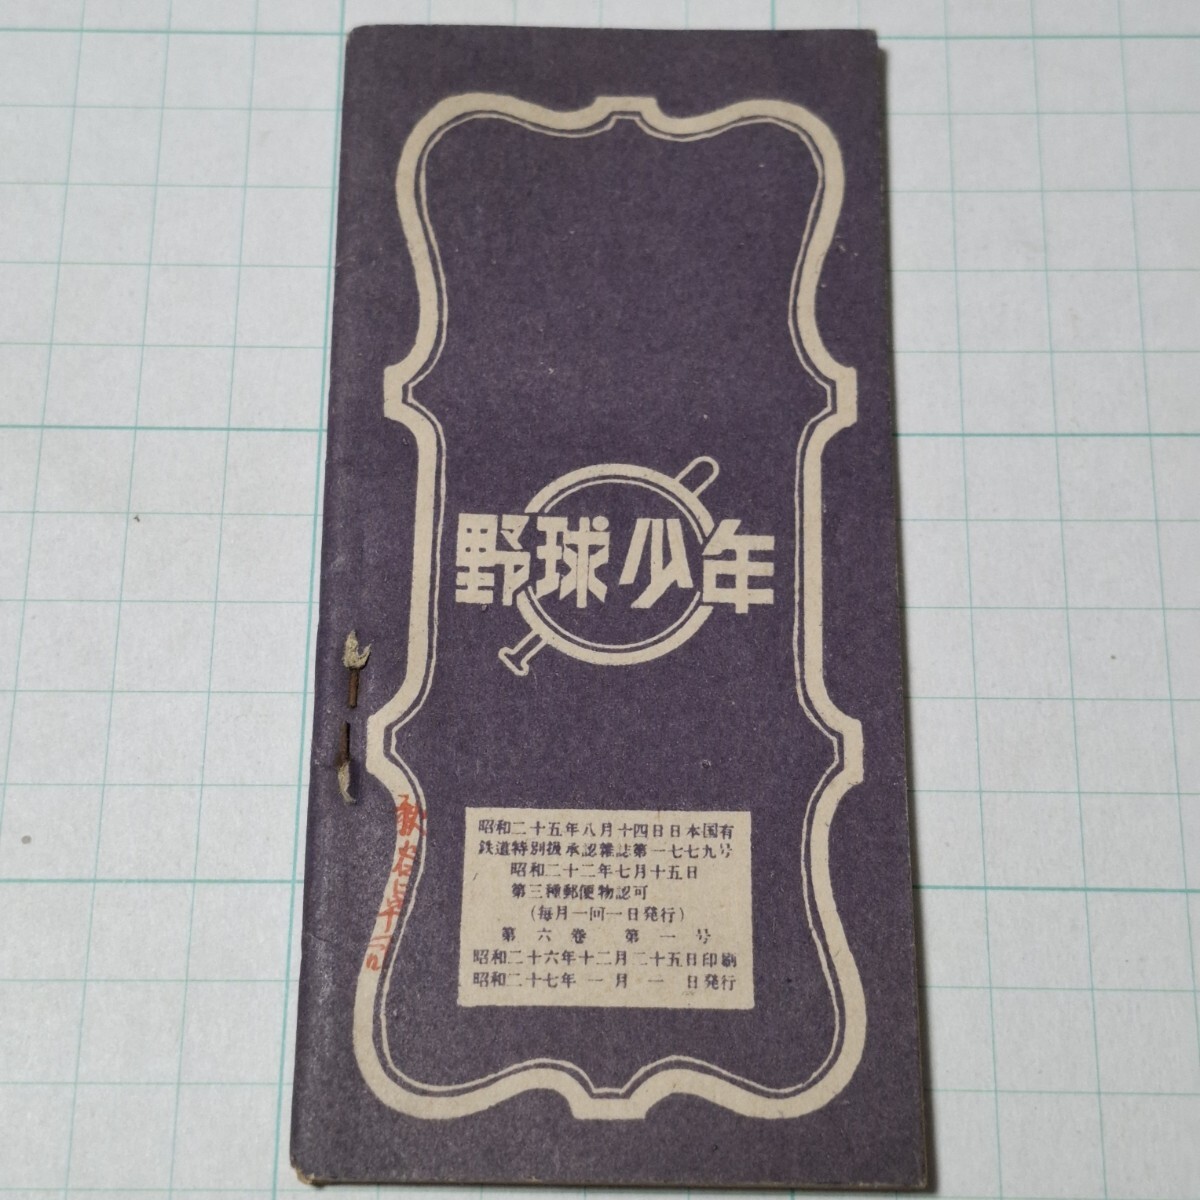 野球少年
昭和二十五年八月十四日日本国有
鉄道特別扱承認雑誌第一七七九号
昭和二十二年七月十五日
第三種郵便物認可
(毎月一回一日発行)
第六巻 第一号
昭和二十六年十二月二十五日印刷
昭和二十七年一月一日発行